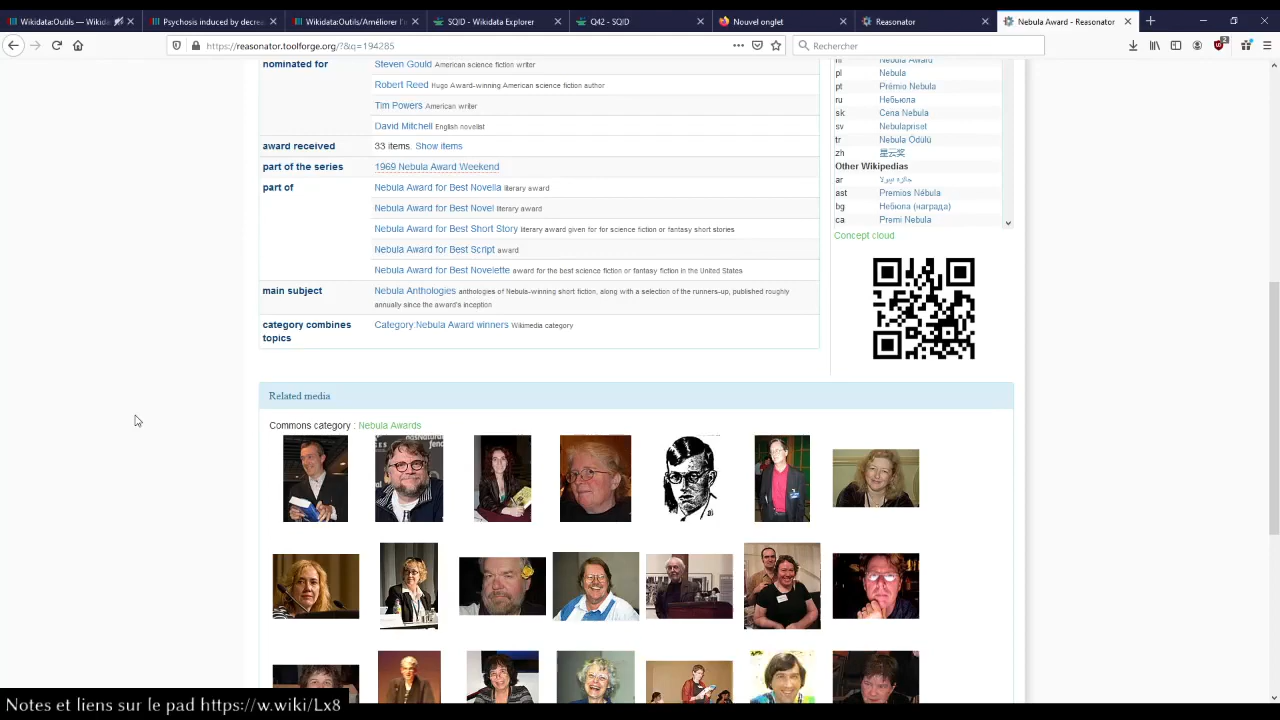 Wikidata:Outils — Wikida
Psychosis induced by decrea
Wikidata:Outils/Améliorer l'i
SQID - Wikidata Explorer
Q42 - SQID
Nouvel onglet
Reasonator
Nebula Award - Reasonator
https://reasonator.toolforge.org/?&q=194285
Rechercher
2
nominated for
Steven Gould American science fiction writer
Robert Reed Hugo Award-winning American science fiction author
Tim Powers American writer
David Mitchell English novelist
award received 33 items. Show items
part of the series 1969 Nebula Award Weekend
part of Nebula Award for Best Novella literary award
Nebula Award for Best Novel literary award
Nebula Award for Best Short Story literary award given for for science fiction or fantasy short stories
Nebula Award for Best Script award
Nebula Award for Best Novelette award for the best science fiction or fantasy fiction in the United States
main subject Nebula Anthologies anthologies of Nebula-winning short fiction, along with a selection of the runners-up, published roughly
annually since the award's inception
category combines
topics
Category:Nebula Award winners Wikimedia category
nl Nebula Award
pl Nebula
pt Prémio Nebula
ru Небьюла
sk Cena Nebula
sv Nebulapriset
tr Nebula Ödülü
zh 星云奖
Other Wikipedias
ar جائزة نيبولا
ast Premios Nébula
bg Небюла (награда)
ca Premi Nebula
Concept cloud
Related media
Commons category : Nebula Awards
Notes et liens sur le pad https://w.wiki/Lx8